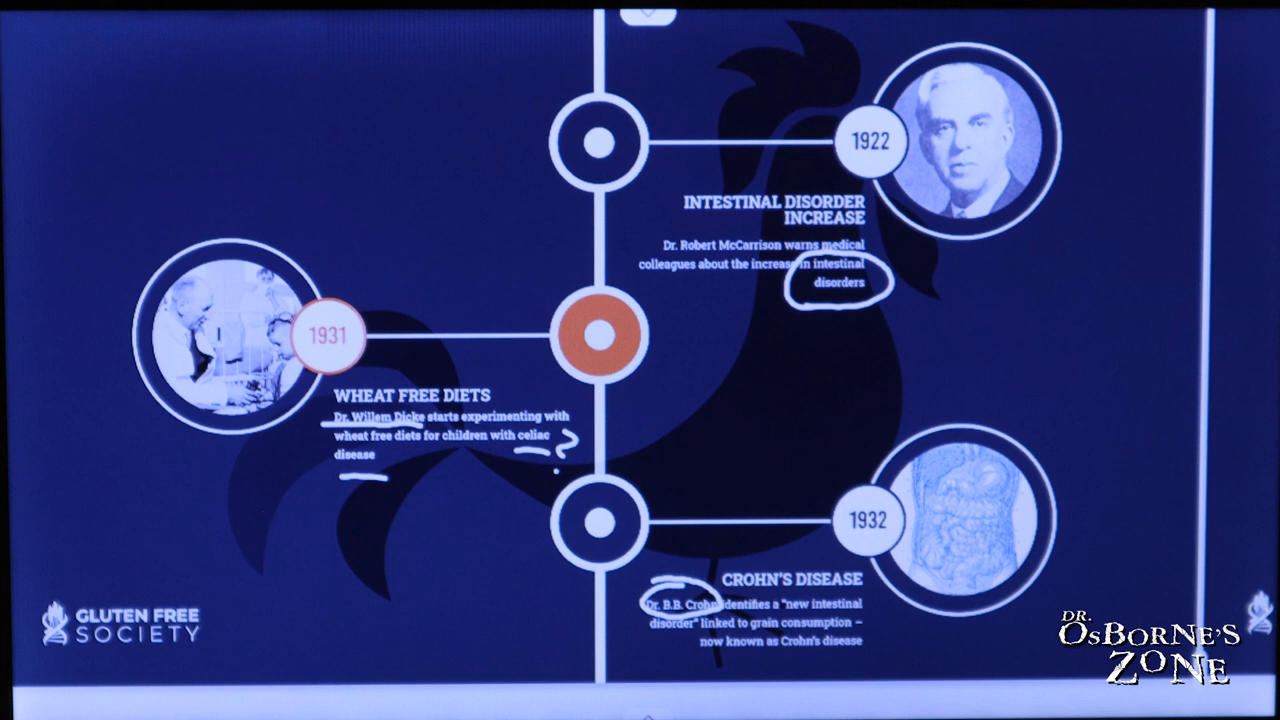 1922
INTESTINAL DISORDER
INCREASE
Dr. Robert McCarrison warns medical
colleagues about the increase in intestinal
disorders
1931
WHEAT FREE DIETS
Dr. Willem Dicke starts experimenting with
wheat free diets for children with celiac ?
disease
1932
CROHN'S DISEASE
Dr. B.B. Crohn identifies a "new intestinal
disorder" linked to grain consumption –
now known as Crohn's disease
GLUTEN FREE
SOCIETY
DR.
OSBORNE'S
ZONE